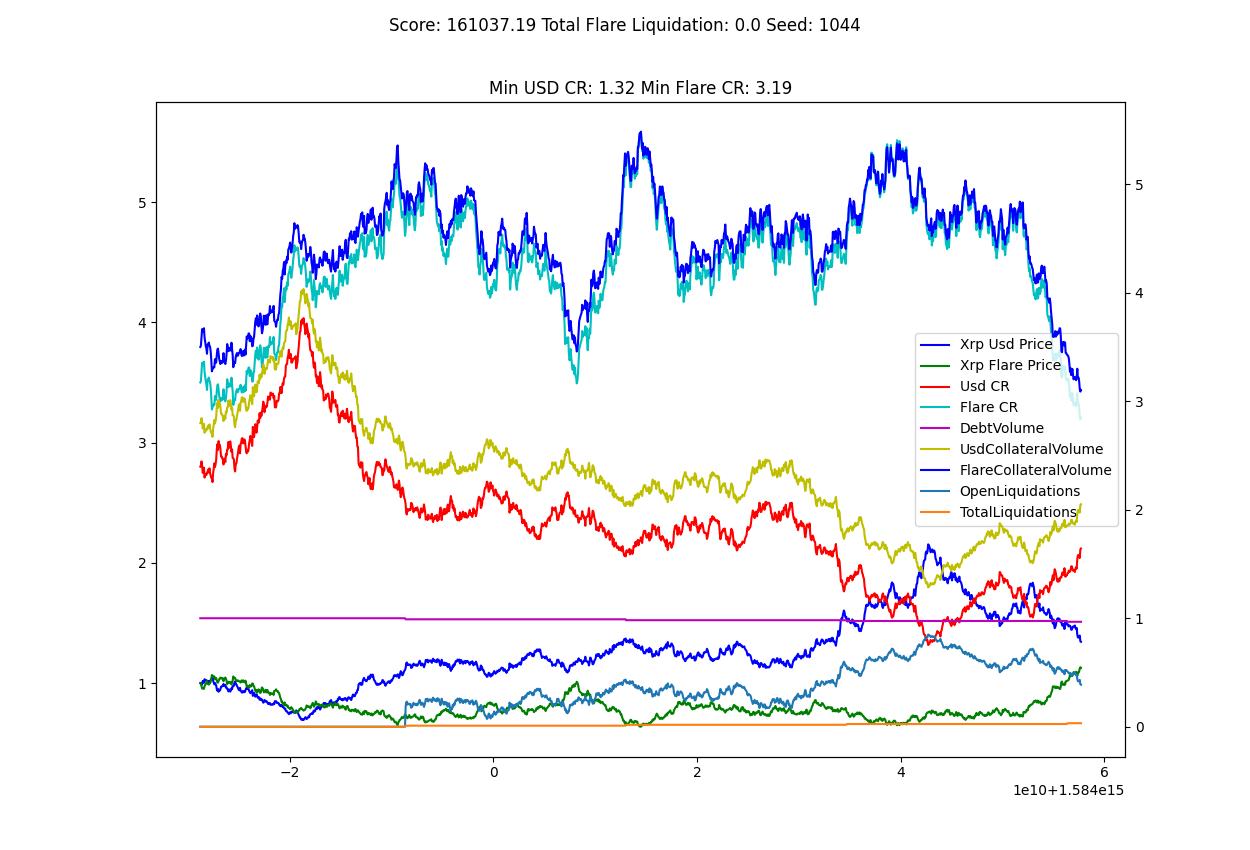 Score: 161037.19 Total Flare Liquidation: 0.0 Seed: 1044
Min USD CR: 1.32 Min Flare CR: 3.19
5
4
3
2
1
5
4
3
2
1
0
Xrp Usd Price
Xrp Flare Price
Usd CR
Flare CR
DebtVolume
UsdCollateralVolume
FlareCollateralVolume
OpenLiquidations
TotalLiquidations
−2 0 2 4 6
1e10+1.584e15